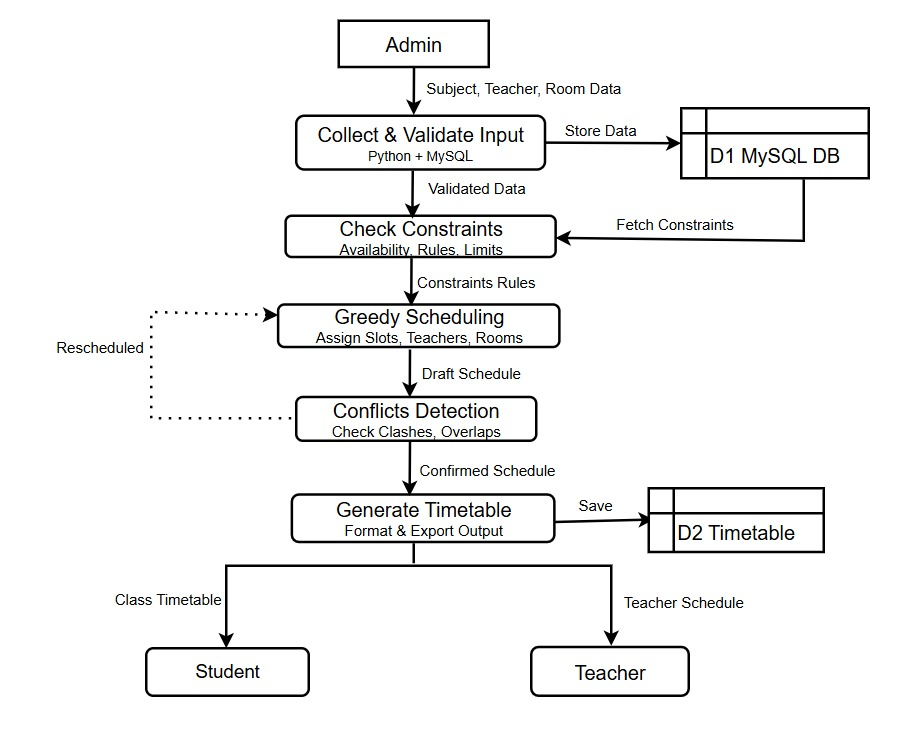 Admin
Subject, Teacher, Room Data
Collect & Validate Input
Python + MySQL
Store Data
D1 MySQL DB
Validated Data
Fetch Constraints
Check Constraints
Availability, Rules, Limits
Constraints Rules
Greedy Scheduling
Assign Slots, Teachers, Rooms
Rescheduled
Draft Schedule
Conflicts Detection
Check Clashes, Overlaps
Confirmed Schedule
Generate Timetable
Format & Export Output
Save
D2 Timetable
Class Timetable
Teacher Schedule
Student
Teacher